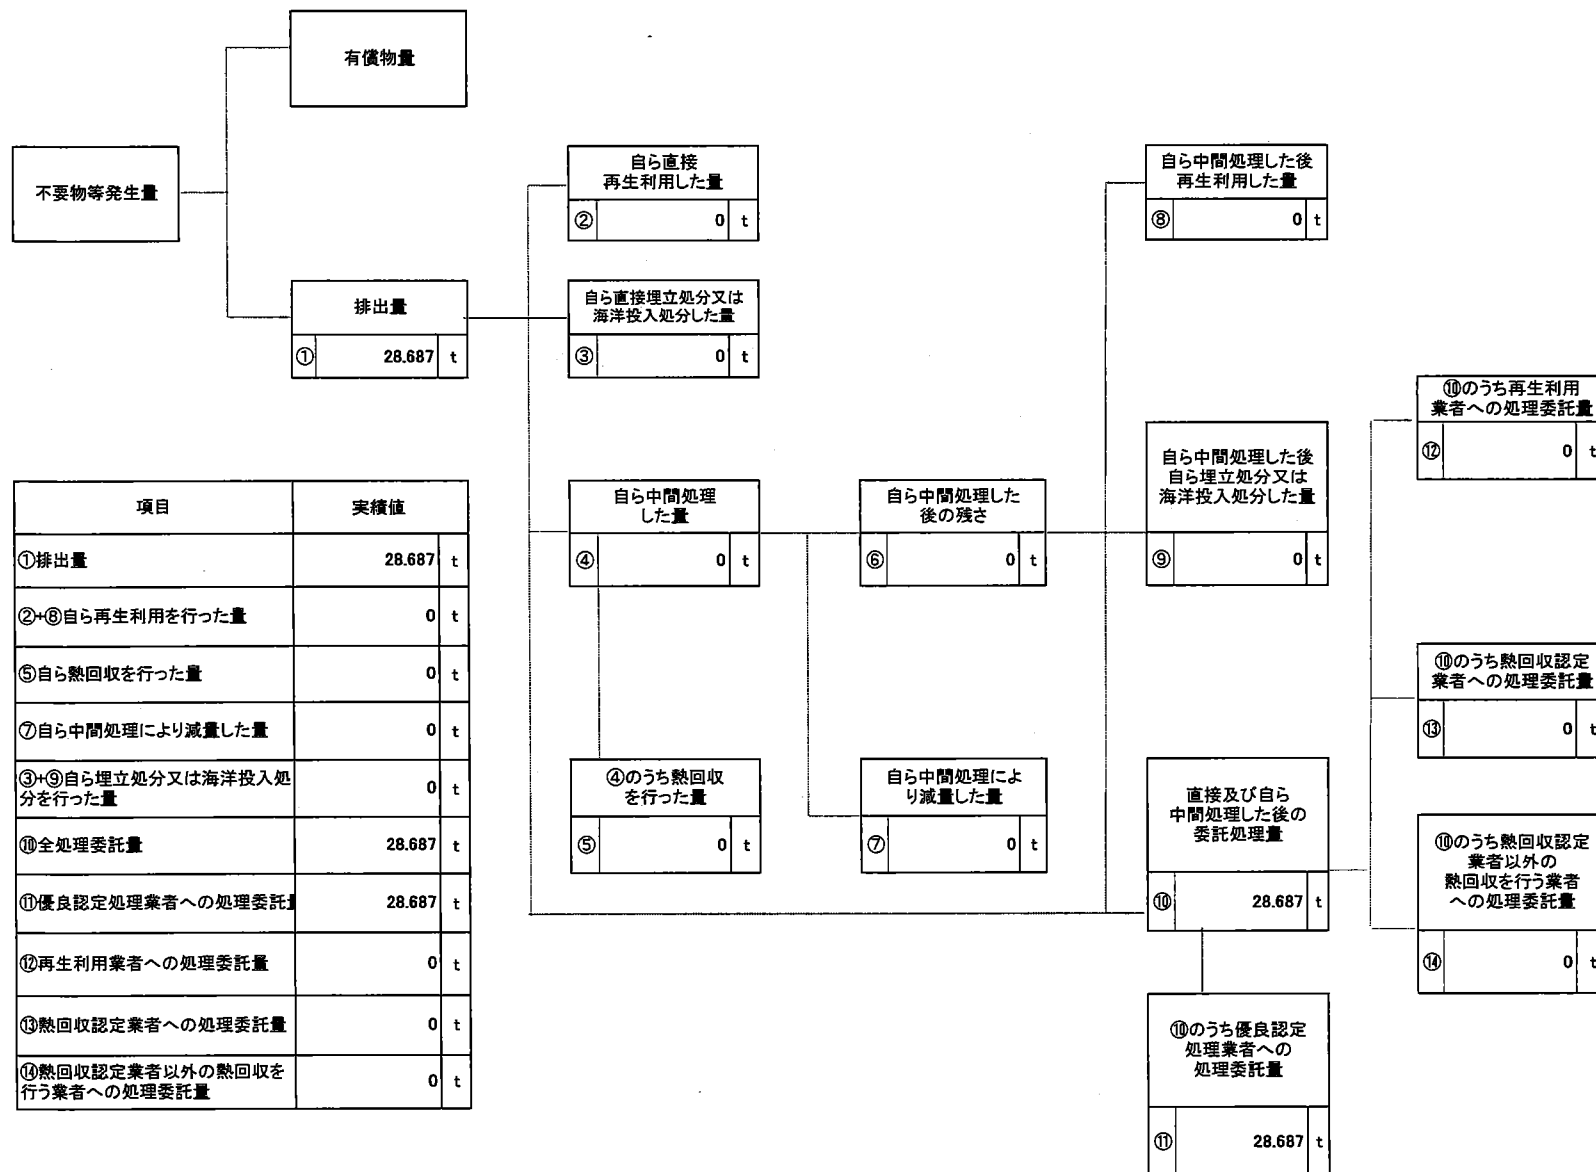 有償物量
不要物等発生量
排出量
① 28.687 t
自ら直接
再生利用した量
② 0 t
自ら直接埋立処分又は
海洋投入処分した量
③ 0 t
自ら中間処理
した量
④ 0 t
④のうち熱回収
を行った量
⑤ 0 t
自ら中間処理した
後の残さ
⑥ 0 t
自ら中間処理によ
り減量した量
⑦ 0 t
自ら中間処理した後
再生利用した量
⑧ 0 t
自ら中間処理した後
自ら埋立処分又は
海洋投入処分した量
⑨ 0 t
直接及び自ら
中間処理した後の
委託処理量
⑩ 28.687 t
⑩のうち優良認定
処理業者への
処理委託量
⑪ 28.687 t
⑩のうち再生利用
業者への処理委託量
⑫ 0 t
⑩のうち熱回収認定
業者への処理委託量
⑬ 0 t
⑩のうち熱回収認定
業者以外の
熱回収を行う業者
への処理委託量
⑭ 0 t
項目 実績値
①排出量 28.687 t
②+⑧自ら再生利用を行った量 0 t
⑤自ら熱回収を行った量 0 t
⑦自ら中間処理により減量した量 0 t
③+⑨自ら埋立処分又は海洋投入処
分を行った量 0 t
⑩全処理委託量 28.687 t
⑪優良認定処理業者への処理委託 28.687 t
⑫再生利用業者への処理委託量 0 t
⑬熱回収認定業者への処理委託量 0 t
⑭熱回収認定業者以外の熱回収を
行う業者への処理委託量 0 t